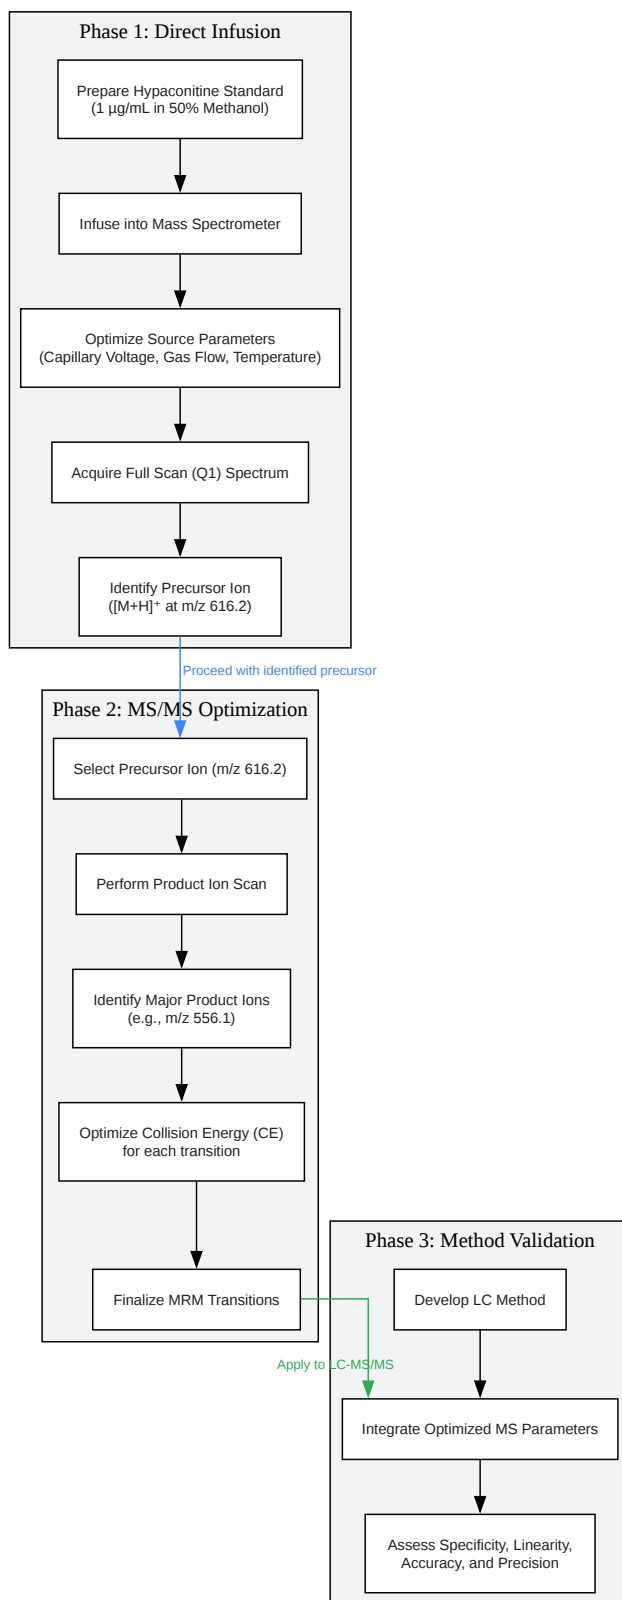 Phase 1: Direct Infusion
Prepare Hypaconitine Standard
(1 µg/mL in 50% Methanol)
Infuse into Mass Spectrometer
Optimize Source Parameters
(Capillary Voltage, Gas Flow, Temperature)
Acquire Full Scan (Q1) Spectrum
Identify Precursor Ion
([M+H]⁺ at m/z 616.2)
Proceed with identified precursor
Phase 2: MS/MS Optimization
Select Precursor Ion (m/z 616.2)
Perform Product Ion Scan
Identify Major Product Ions
(e.g., m/z 556.1)
Optimize Collision Energy (CE)
for each transition
Finalize MRM Transitions
Apply to LC-MS/MS
Phase 3: Method Validation
Develop LC Method
Integrate Optimized MS Parameters
Assess Specificity, Linearity,
Accuracy, and Precision